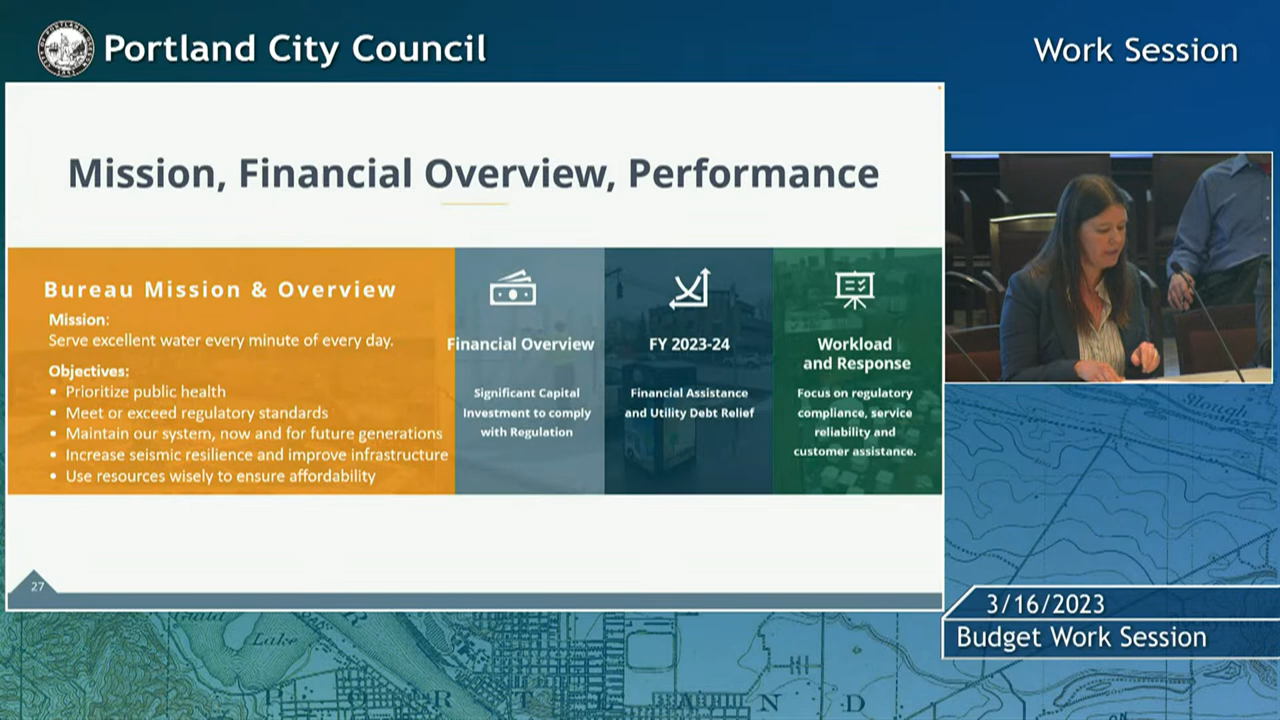 Portland City Council
Work Session
Mission, Financial Overview, Performance
Bureau Mission & Overview
Mission:
Serve excellent water every minute of every day.
Objectives:
• Prioritize public health
• Meet or exceed regulatory standards
• Maintain our system, now and for future generations
• Increase seismic resilience and improve infrastructure
• Use resources wisely to ensure affordability
Financial Overview
Significant Capital
Investment to comply
with Regulation
FY 2023-24
Financial Assistance
and Utility Debt Relief
Workload
and Response
Focus on regulatory
compliance, service
reliability and
customer assistance.
27
Slough
3/16/2023
Budget Work Session
Guild
Lake
P O R T L A N D